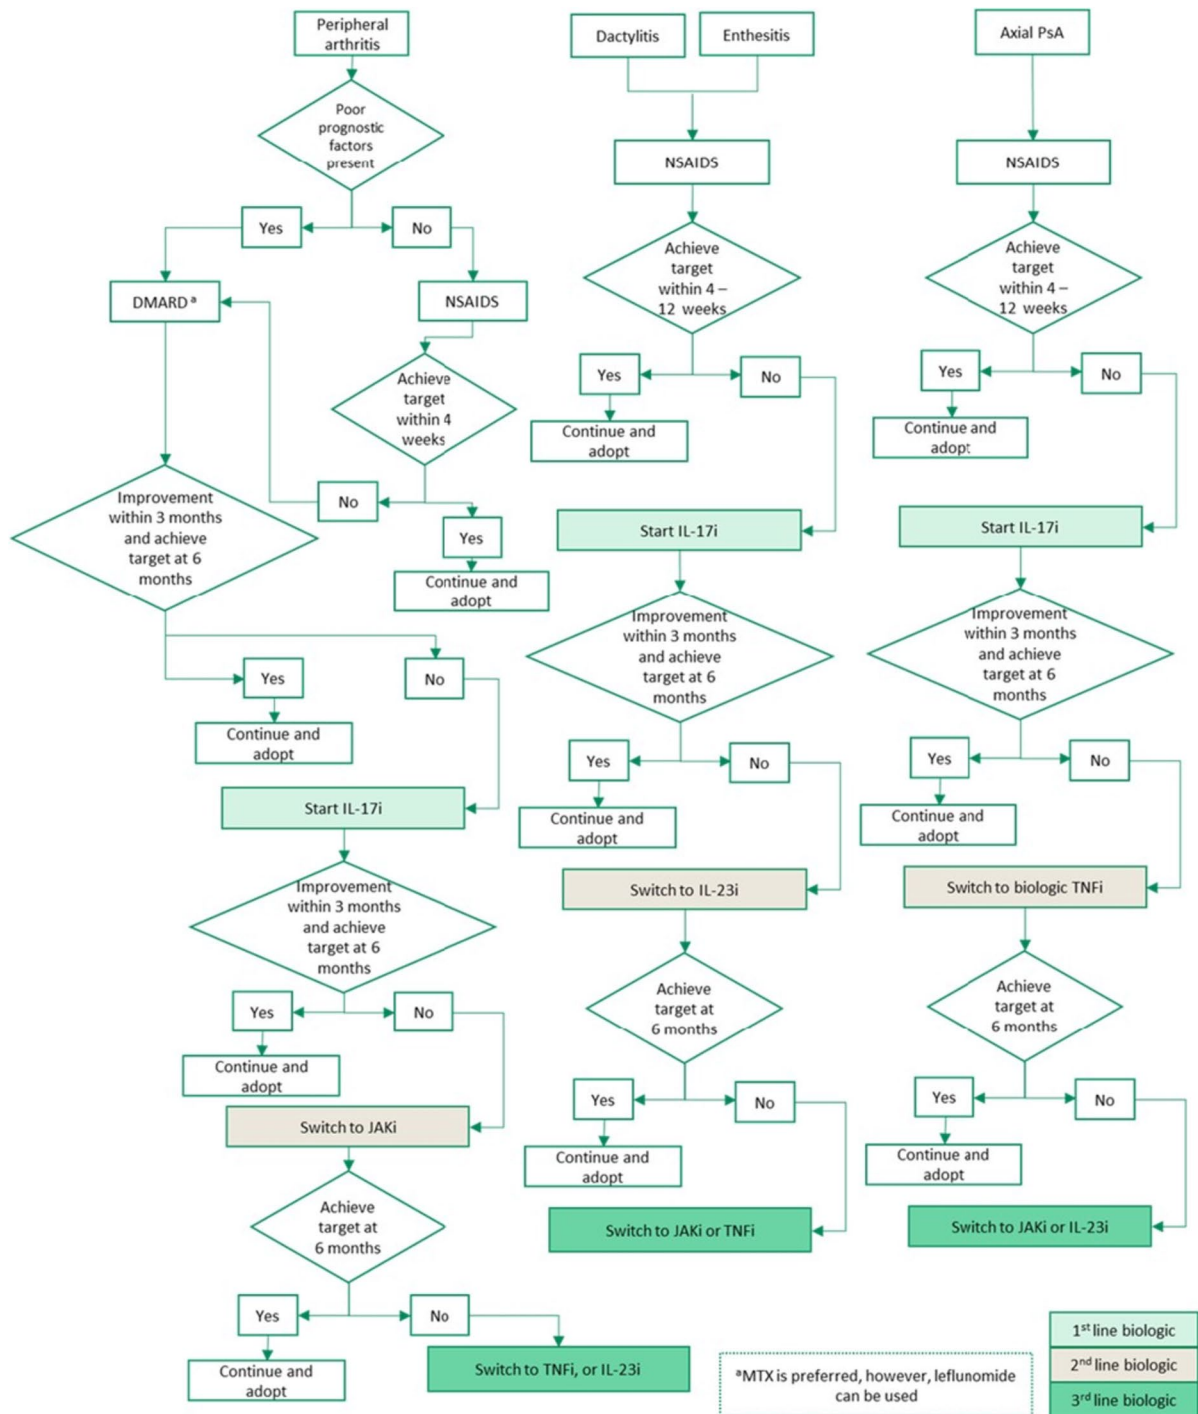 Peripheral
arthritis
Poor
prognostic
factors
present
Yes
No
DMARD a
NSAIDS
Achieve
target
within 4
weeks
No
Yes
Continue and
adopt
Improvement
within 3 months
and achieve
target at 6
months
Yes
No
Continue and
adopt
Start IL-17i
Improvement
within 3 months
and achieve
target at 6
months
Yes
No
Continue and
adopt
Switch to JAKi
Achieve
target at
6 months
Yes
No
Continue and
adopt
Switch to TNFi, or IL-23i
Dactylitis
Enthesitis
NSAIDS
Achieve
target
within 4 –
12 weeks
Yes
No
Continue and
adopt
Start IL-17i
Improvement
within 3 months
and achieve
target at 6
months
Yes
No
Continue and
adopt
Switch to IL-23i
Achieve
target at
6 months
Yes
No
Continue and
adopt
Switch to JAKi or TNFi
Axial PsA
NSAIDS
Achieve
target
within 4 –
12 weeks
Yes
No
Continue and
adopt
Start IL-17i
Improvement
within 3 months
and achieve
target at 6
months
Yes
No
Continue and
adopt
Switch to biologic TNFi
Achieve
target at
6 months
Yes
No
Continue and
adopt
Switch to JAKi or IL-23i
aMTX is preferred, however, leflunomide
can be used
1st line biologic
2nd line biologic
3rd line biologic